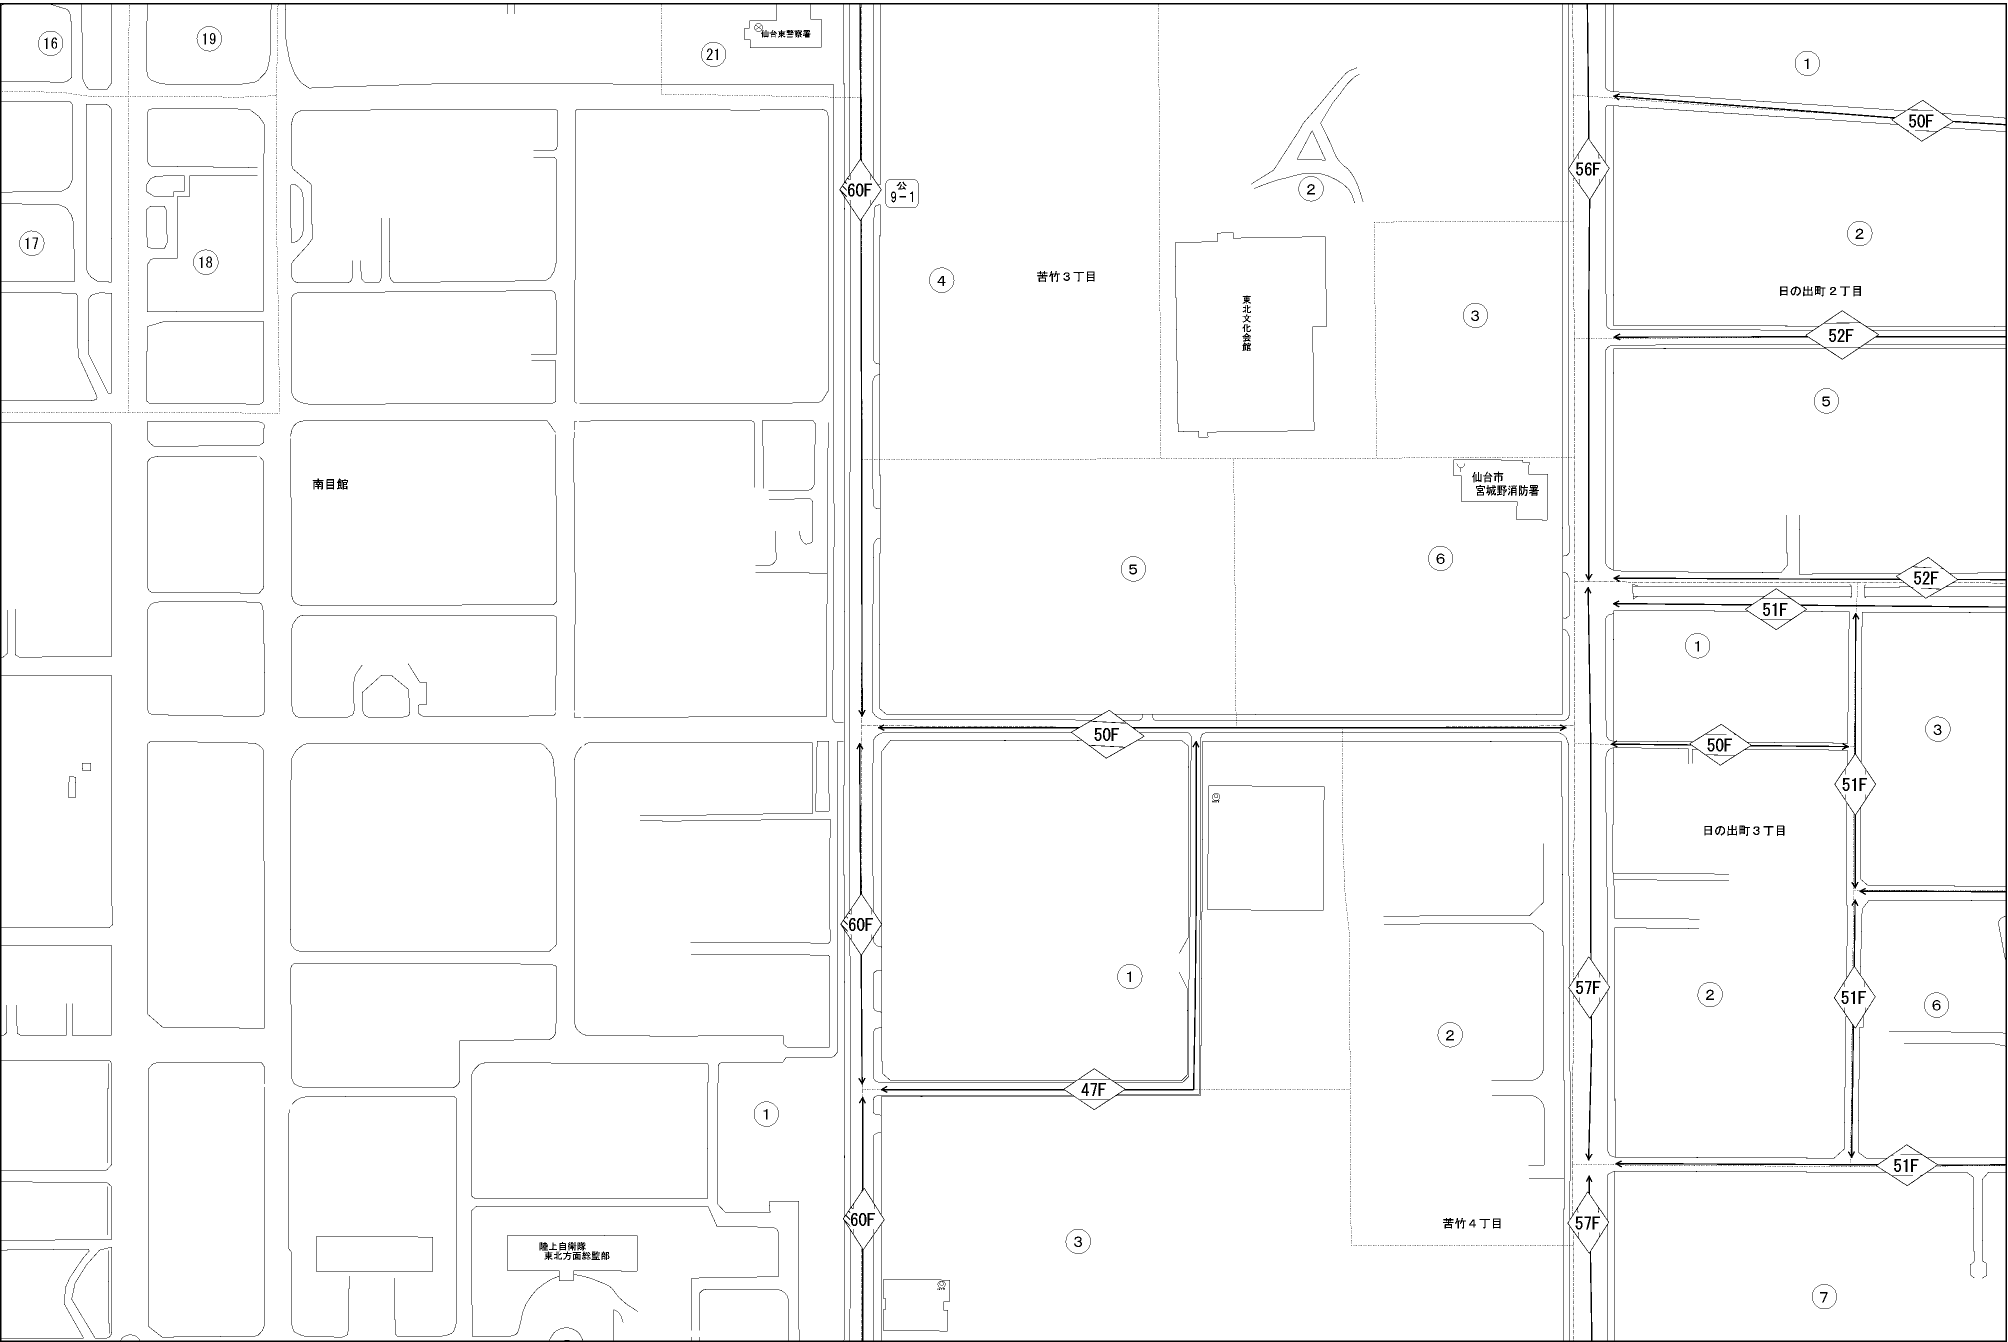 16
19
21
仙台東警察署
1
50F
56F
60F
公
9-1
2
17
18
4
苦竹3丁目
東北文化会館
3
2
日の出町2丁目
52F
5
南目館
仙台市
宮城野消防署
5
6
52F
51F
1
50F
50F
3
51F
日の出町3丁目
60F
1
57F
2
51F
6
2
47F
1
51F
60F
3
苦竹4丁目
57F
陸上自衛隊
東北方面総監部
7